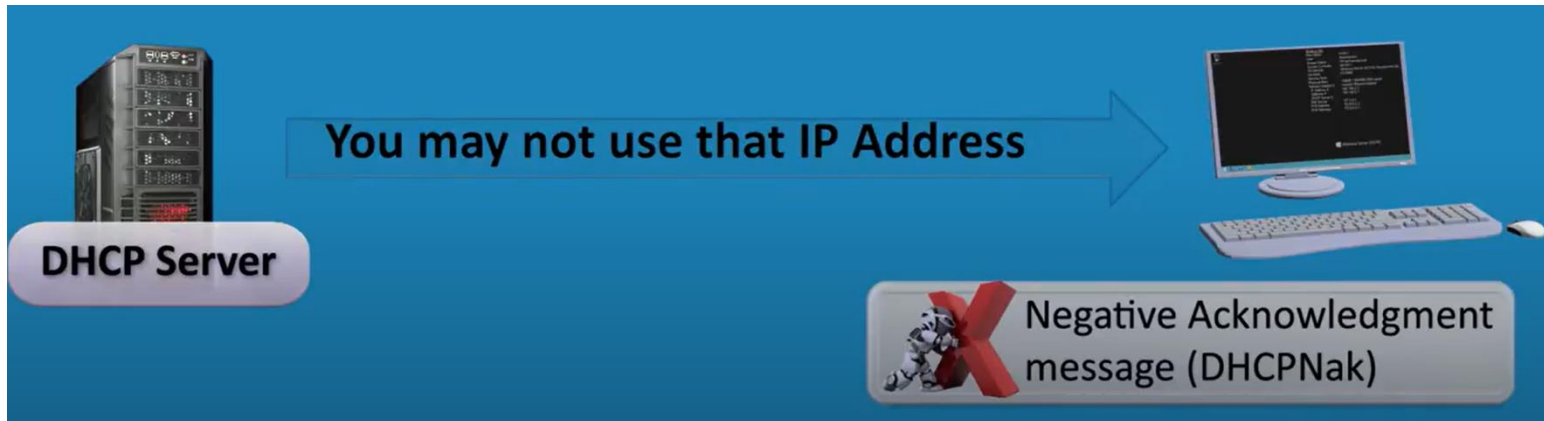 You may not use that IP Address
DHCP Server
Negative Acknowledgment
message (DHCPNak)